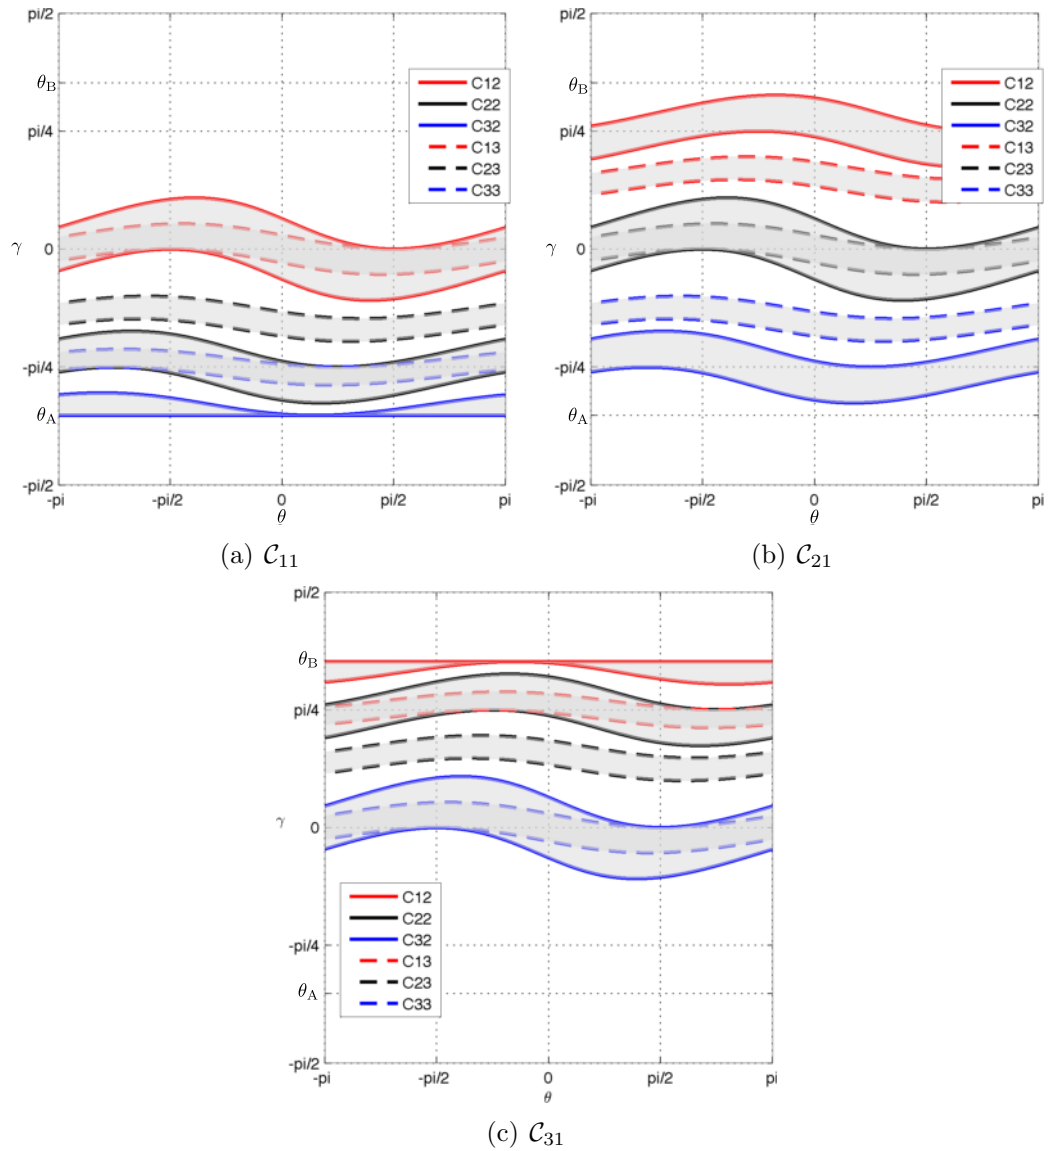 pi/2
θB
pi/4
γ
0
-pi/4
θA
-pi/2
-pi
-pi/2
0
pi/2
pi
θ
C12
C22
C32
C13
C23
C33
(a) C11
pi/2
θB
pi/4
γ
0
-pi/4
θA
-pi/2
-pi
-pi/2
0
pi/2
pi
θ
C12
C22
C32
C13
C23
C33
(b) C21
pi/2
θB
pi/4
γ
0
-pi/4
θA
-pi/2
-pi
-pi/2
0
pi/2
pi
θ
C12
C22
C32
C13
C23
C33
(c) C31